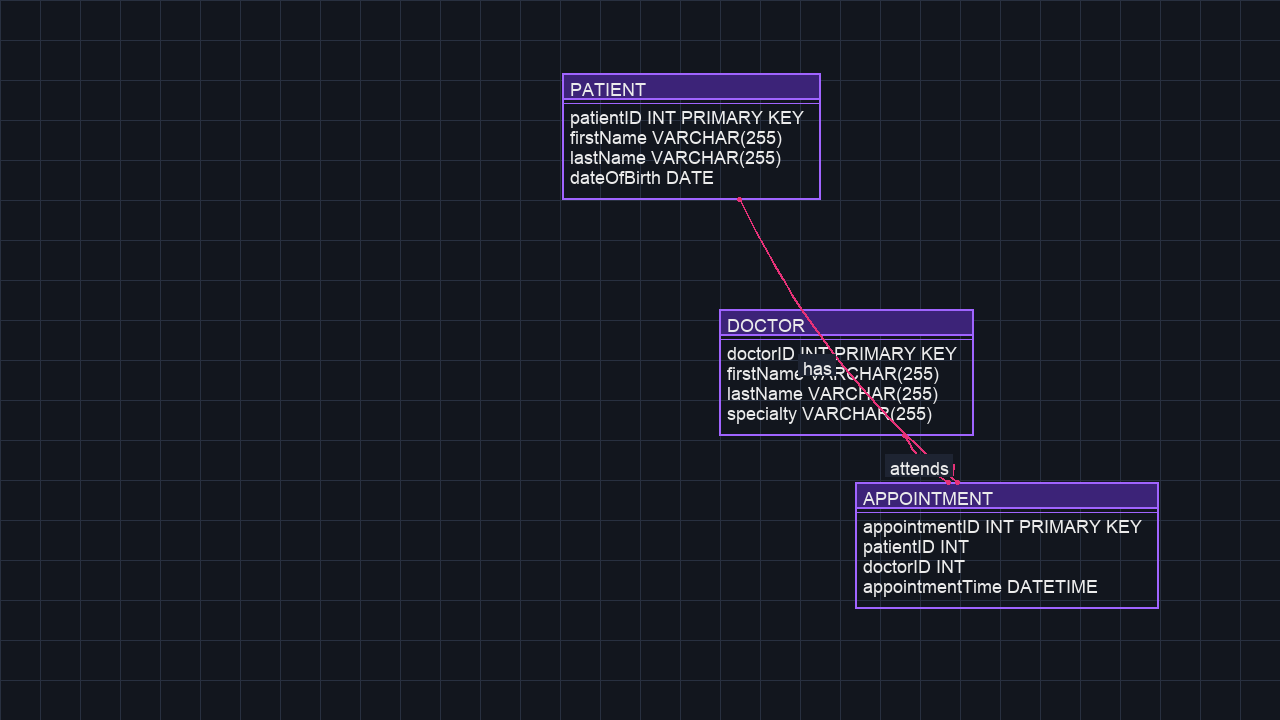 PATIENT
patientID INT PRIMARY KEY
firstName VARCHAR(255)
lastName VARCHAR(255)
dateOfBirth DATE
DOCTOR
doctorID INT PRIMARY KEY
has
firstName VARCHAR(255)
lastName VARCHAR(255)
specialty VARCHAR(255)
attends
APPOINTMENT
appointmentID INT PRIMARY KEY
patientID INT
doctorID INT
appointmentTime DATETIME